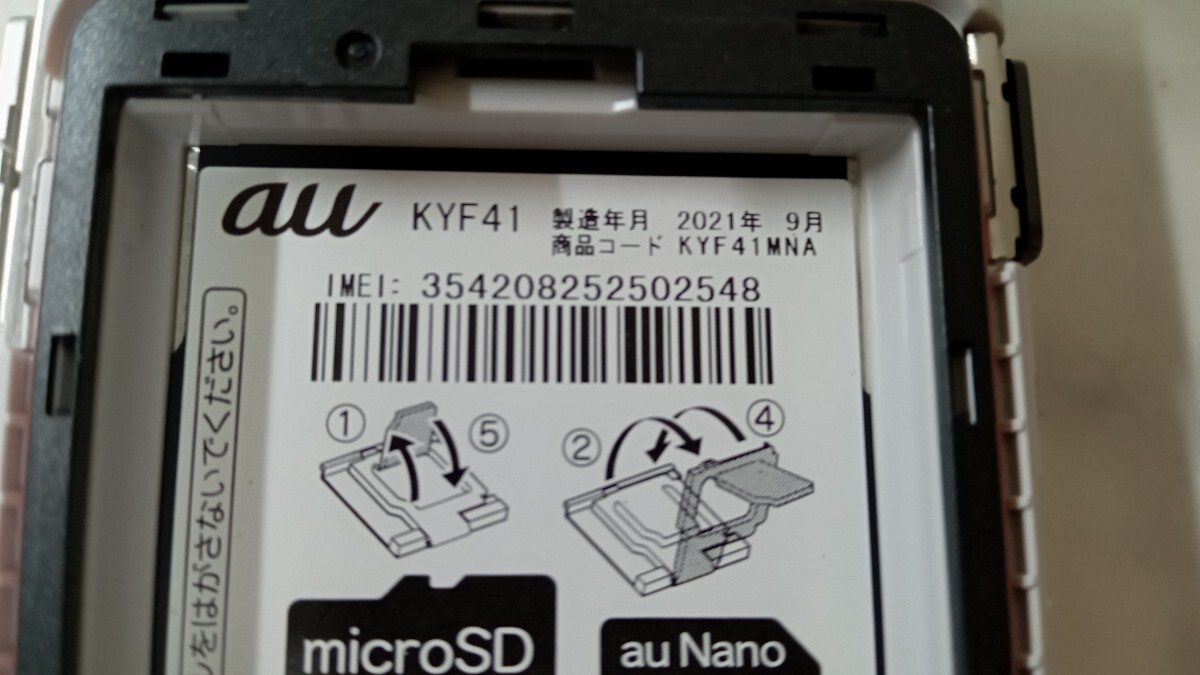 au KYF41 製造年月 2021年 9月
商品コード KYF41MNA
IMEI: 354208252502548
① ⑤ ② ④
をはがさないでください。
microSD
au Nano